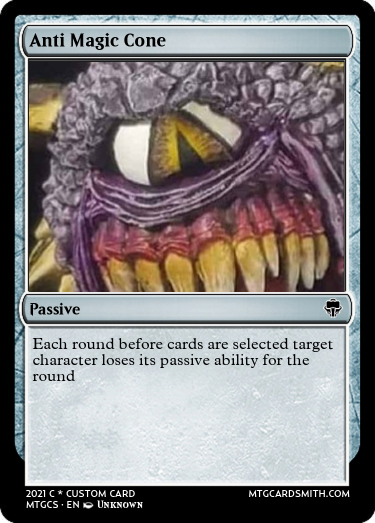 Anti Magic Cone
Passive
Each round before cards are selected target
character loses its passive ability for the
round
2021 C * CUSTOM CARD
MTGCARDSMITH.COM
MTGCS · EN UNKNOWN